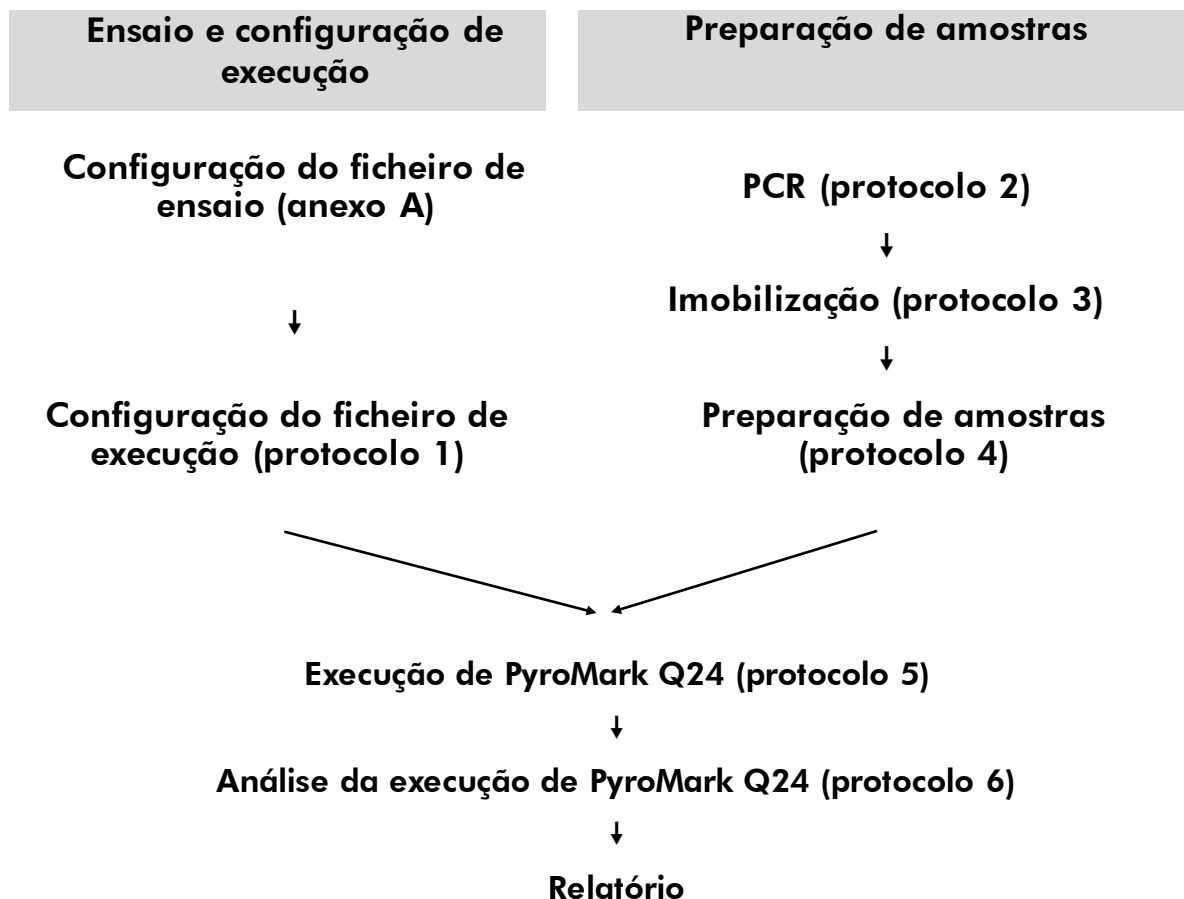 Ensaio e configuração de
execução
Preparação de amostras
Configuração do ficheiro de
ensaio (anexo A)
Configuração do ficheiro de
execução (protocolo 1)
PCR (protocolo 2)
Imobilização (protocolo 3)
Preparação de amostras
(protocolo 4)
Execução de PyroMark Q24 (protocolo 5)
Análise da execução de PyroMark Q24 (protocolo 6)
Relatório